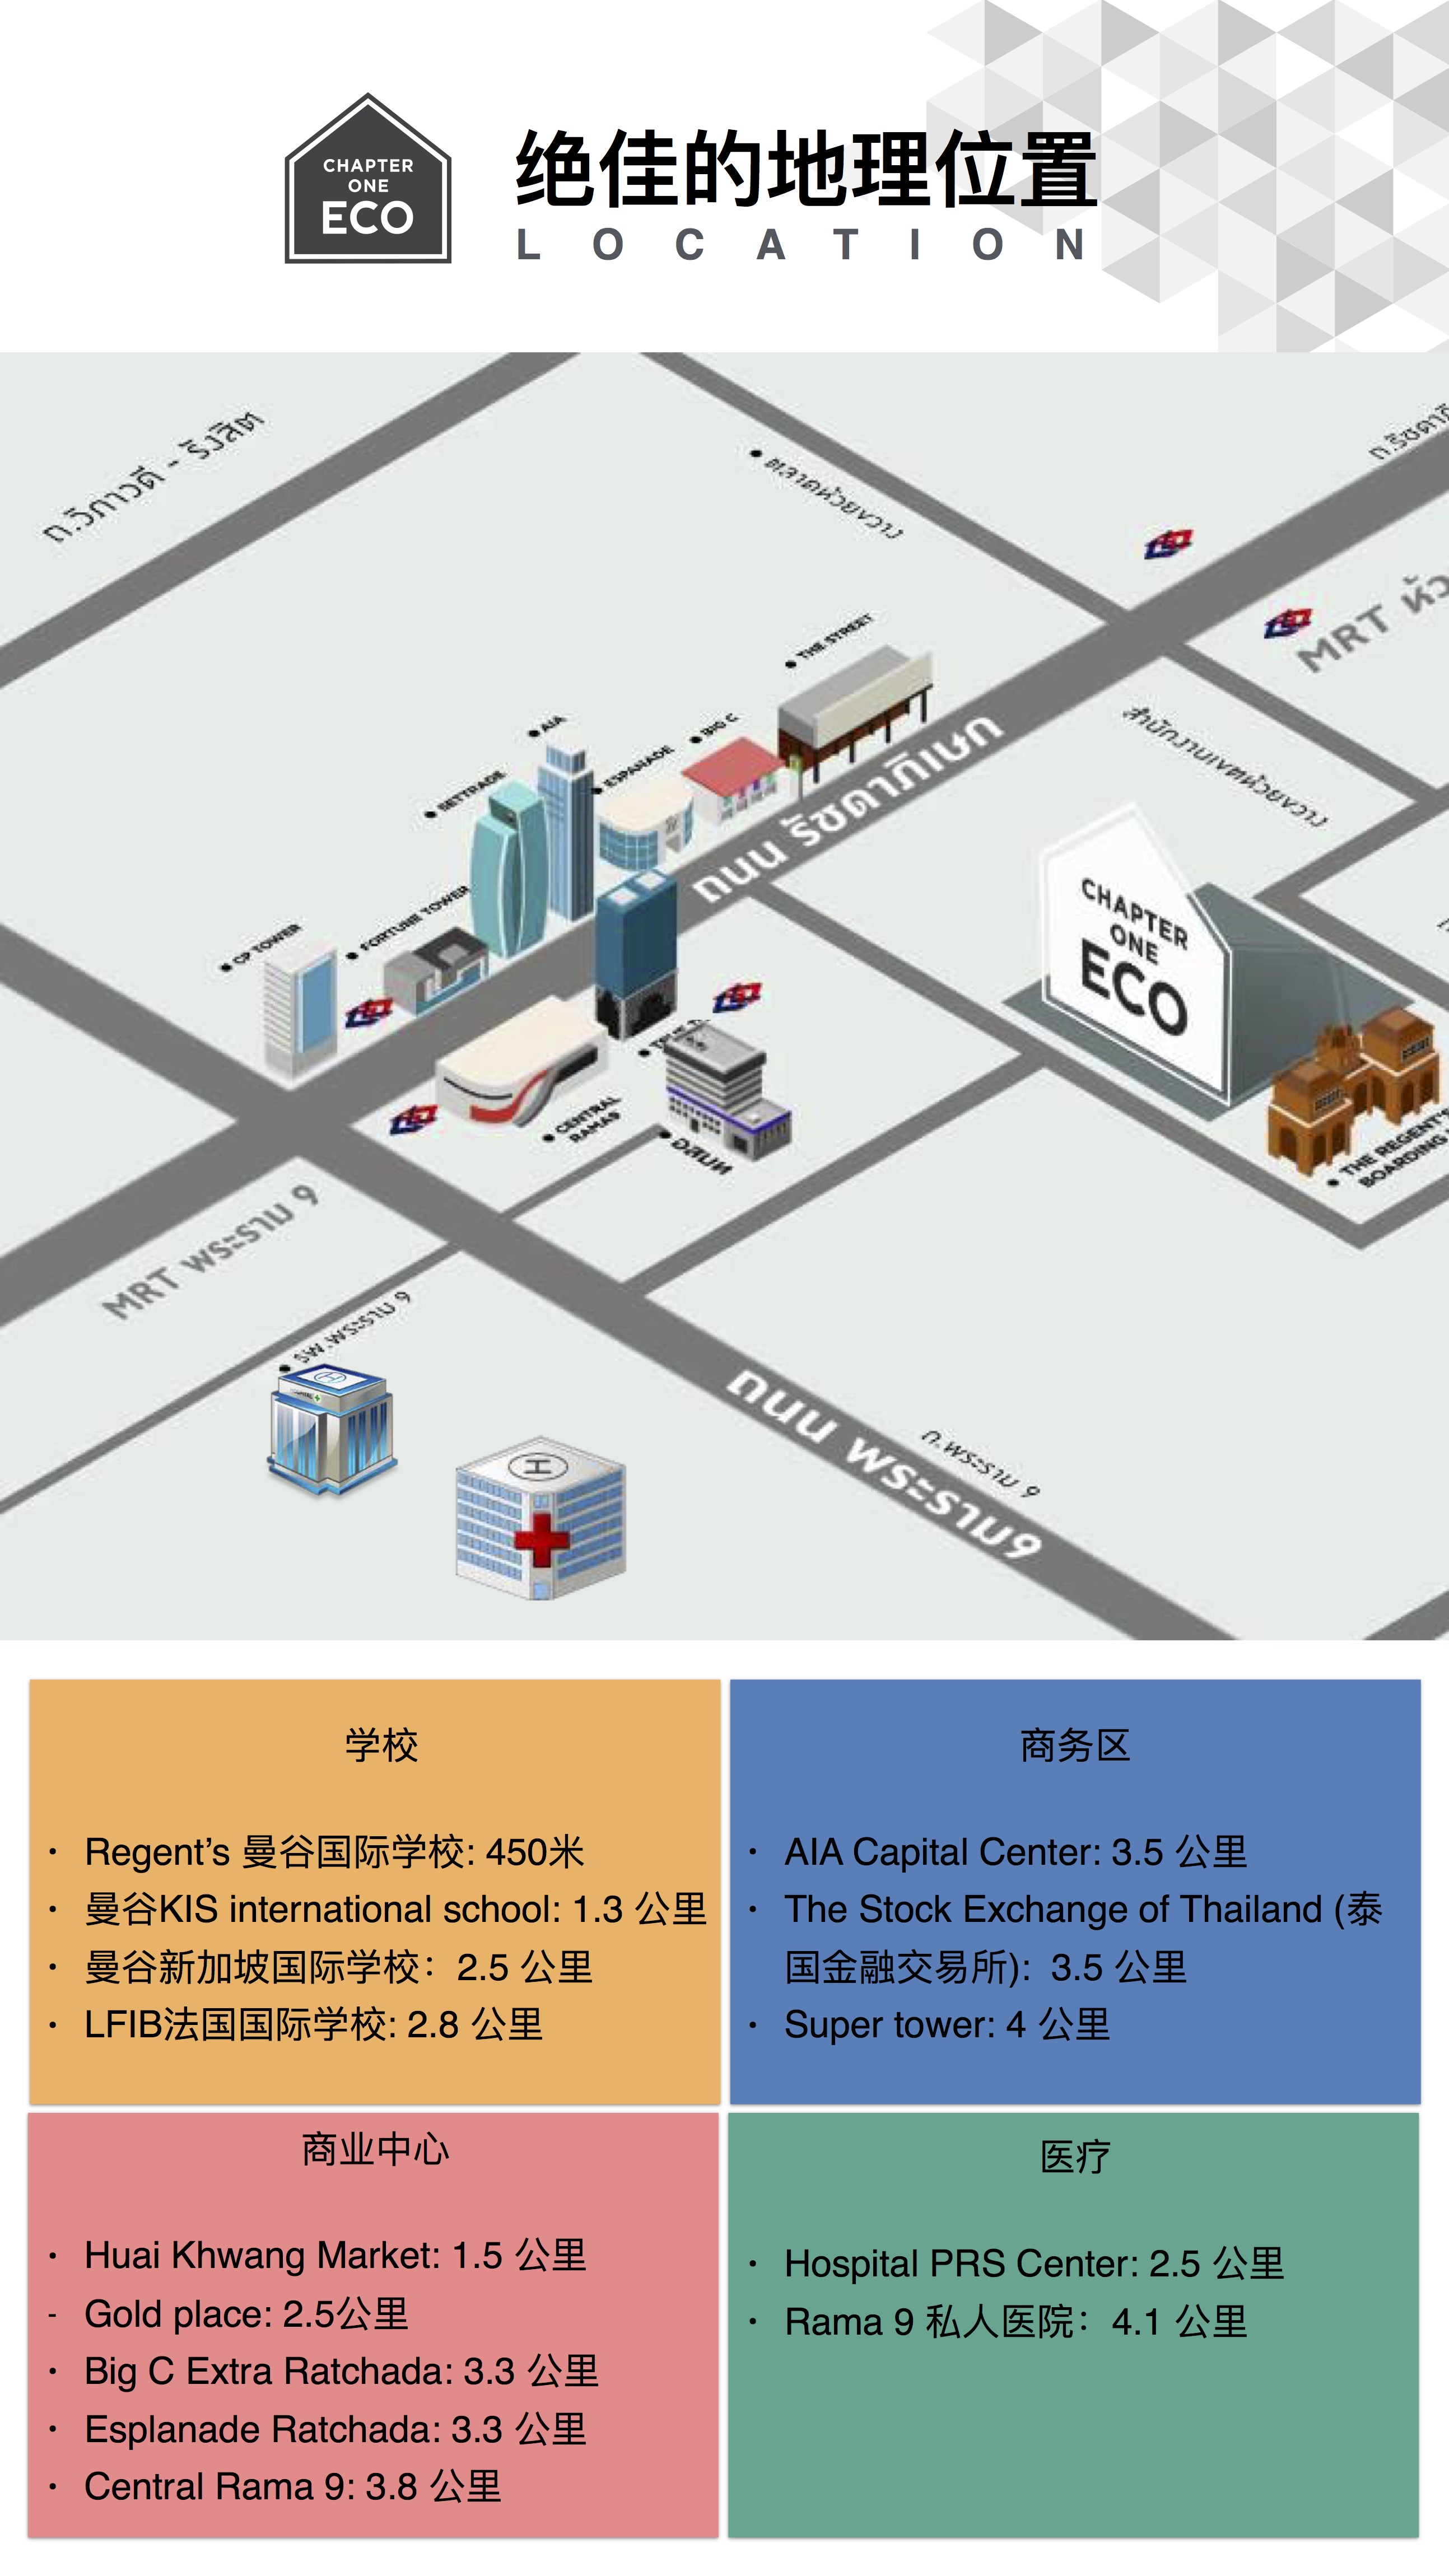 CHAPTER
ONE
ECO
绝佳的地理位置
LOCATION
ถ.วิภาวดี - รังสิต
ตลาดห้วยขวาง
MRT
THE STREET
สำนักงานเขตห้วยขวาง
AIA
BIG C
ESPANADE
SETTRADE
ถนน รัชดาภิเษก
FORTUNE TOWER
CP TOWER
CHAPTER
ONE
ECO
CENTRAL
RAMA9
THE REGENT'S
BOARDING
MRT พระราม 9
รพ.พระราม 9
ถนน พระราม9
ถ.พระราม 9
学校
• Regent’s 曼谷国际学校: 450米
• 曼谷KIS international school: 1.3 公里
• 曼谷新加坡国际学校：2.5 公里
• LFIB法国国际学校: 2.8 公里
商务区
• AIA Capital Center: 3.5 公里
• The Stock Exchange of Thailand (泰
国金融交易所)： 3.5 公里
• Super tower: 4 公里
商业中心
• Huai Khwang Market: 1.5 公里
- Gold place: 2.5公里
• Big C Extra Ratchada: 3.3 公里
• Esplanade Ratchada: 3.3 公里
• Central Rama 9: 3.8 公里
医疗
• Hospital PRS Center: 2.5 公里
• Rama 9 私人医院：4.1 公里